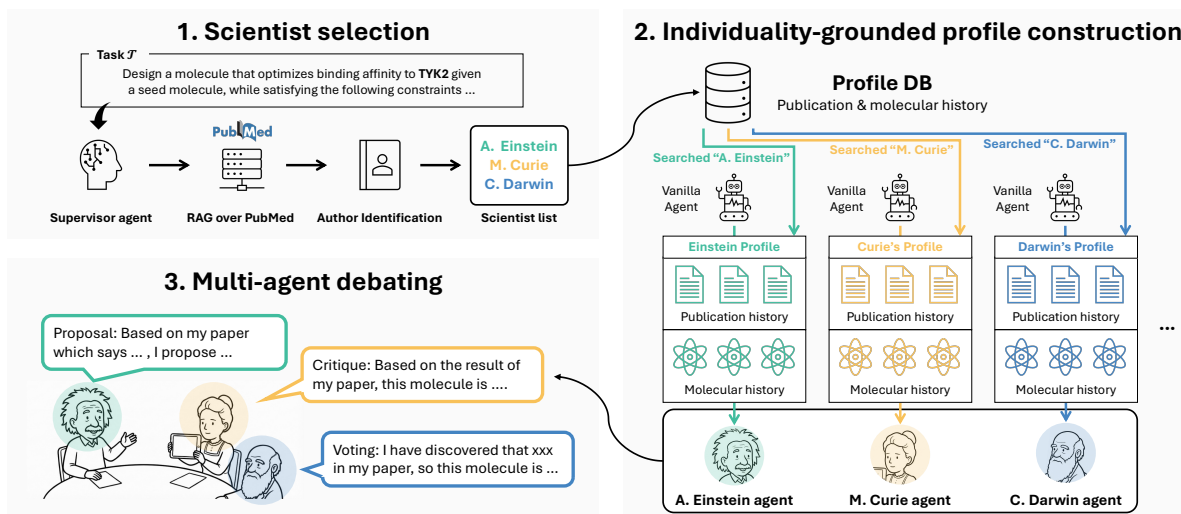 1. Scientist selection
Task 𝒯
Design a molecule that optimizes binding affinity to TYK2 given
a seed molecule, while satisfying the following constraints ...
PubMed
A. Einstein
M. Curie
C. Darwin
Supervisor agent
RAG over PubMed
Author Identification
Scientist list
2. Individuality-grounded profile construction
Profile DB
Publication & molecular history
Searched “A. Einstein”
Searched “M. Curie”
Searched “C. Darwin”
Vanilla
Agent
Vanilla
Agent
Vanilla
Agent
Einstein Profile
Curie's Profile
Darwin's Profile
Publication history
Publication history
Publication history
...
Molecular history
Molecular history
Molecular history
A. Einstein agent
M. Curie agent
C. Darwin agent
3. Multi-agent debating
Proposal: Based on my paper
which says ... , I propose ...
Critique: Based on the result of
my paper, this molecule is ....
Voting: I have discovered that xxx
in my paper, so this molecule is ...